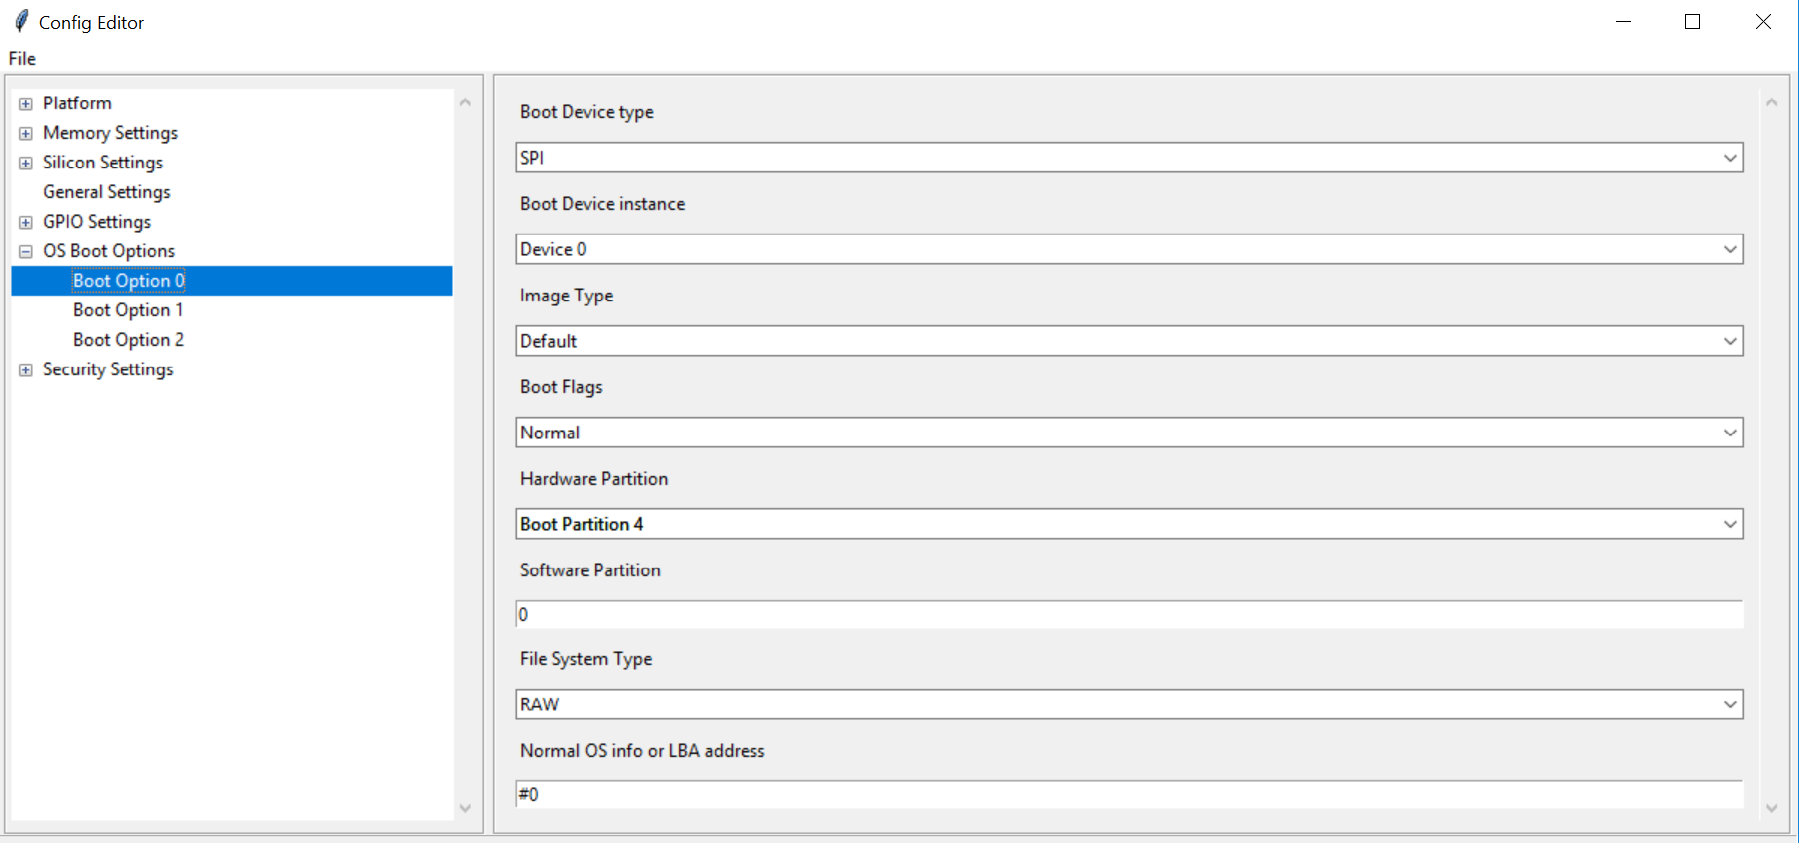 Config Editor
File
Platform
Memory Settings
Silicon Settings
General Settings
GPIO Settings
OS Boot Options
Boot Option 0
Boot Option 1
Boot Option 2
Security Settings
Boot Device type
SPI
Boot Device instance
Device 0
Image Type
Default
Boot Flags
Normal
Hardware Partition
Boot Partition 4
Software Partition
0
File System Type
RAW
Normal OS info or LBA address
#0